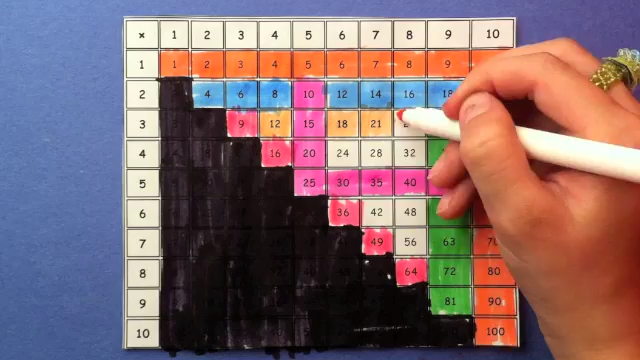 × 1 2 3 4 5 6 7 8 9 10
1 1 2 3 4 5 6 7 8 9
2 4 6 8 10 12 14 16 18
3 9 12 15 18 21
4 16 20 24 28 32
5 25 30 35 40
6 36 42 48
7 49 56 63
8 64 72 80
9 81 90
10 100